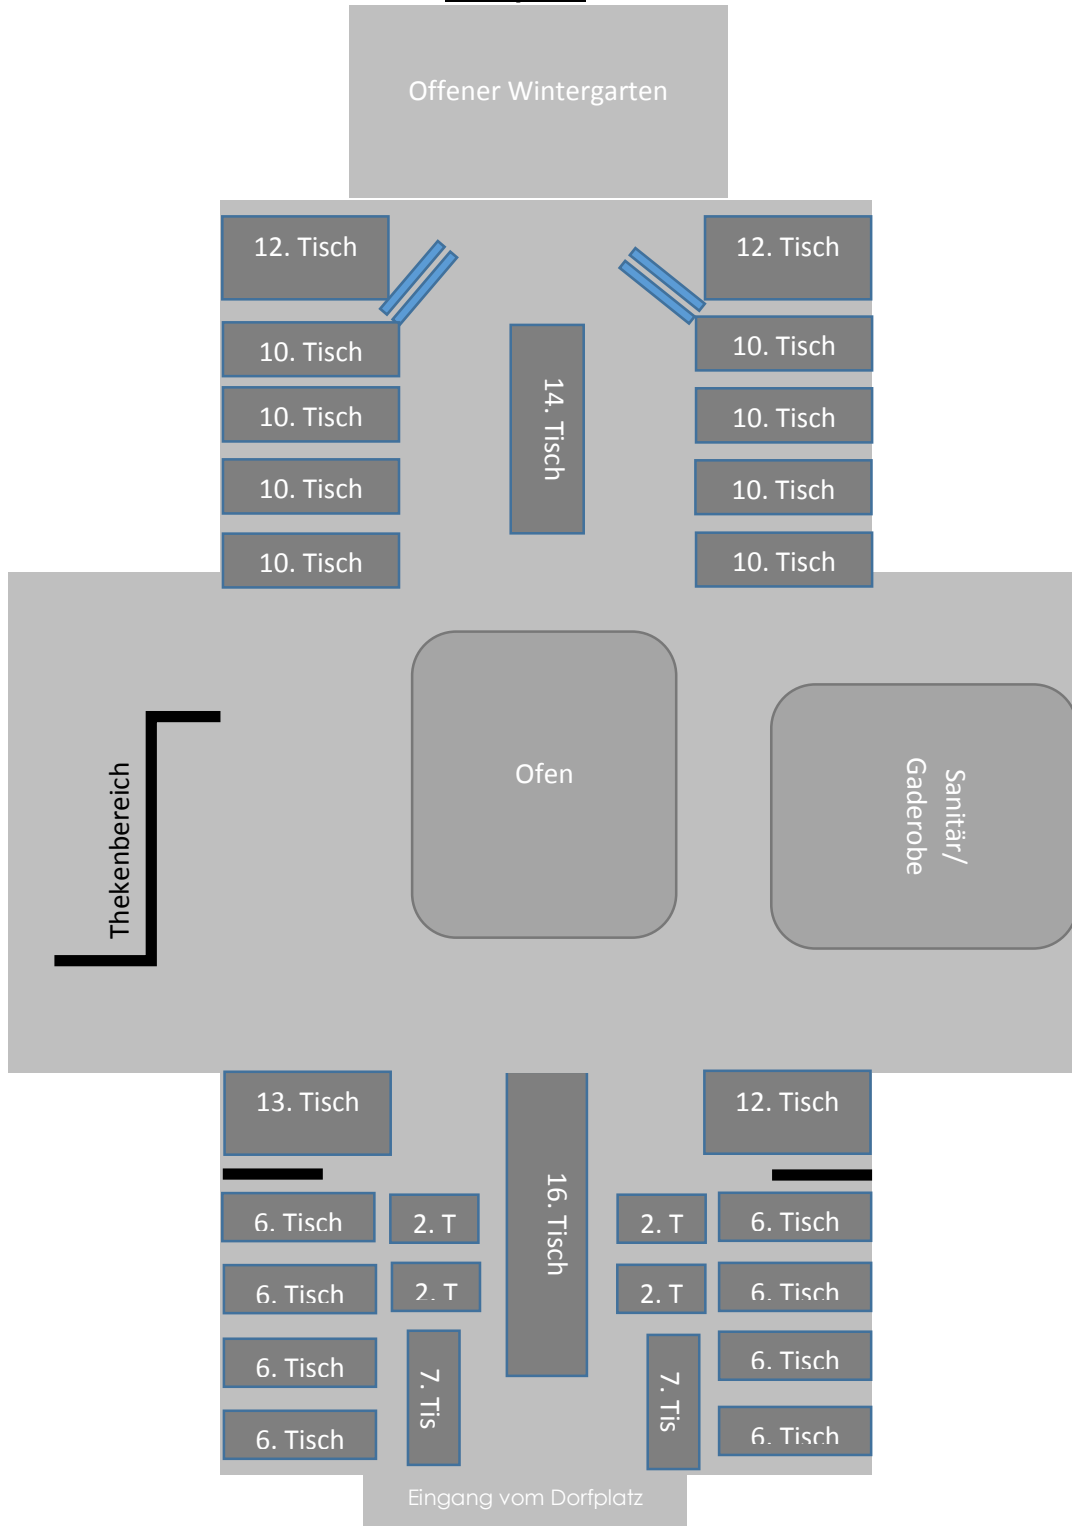 Offener Wintergarten
12. Tisch
12. Tisch
10. Tisch
10. Tisch
10. Tisch
10. Tisch
14. Tisch
10. Tisch
10. Tisch
10. Tisch
10. Tisch
Thekenbereich
Ofen
Sanitär/
Gaderobe
13. Tisch
16. Tisch
12. Tisch
6. Tisch
2. T
2. T
6. Tisch
6. Tisch
2. T
2. T
6. Tisch
6. Tisch
7. Tis
7. Tis
6. Tisch
6. Tisch
6. Tisch
Eingang vom Dorfplatz